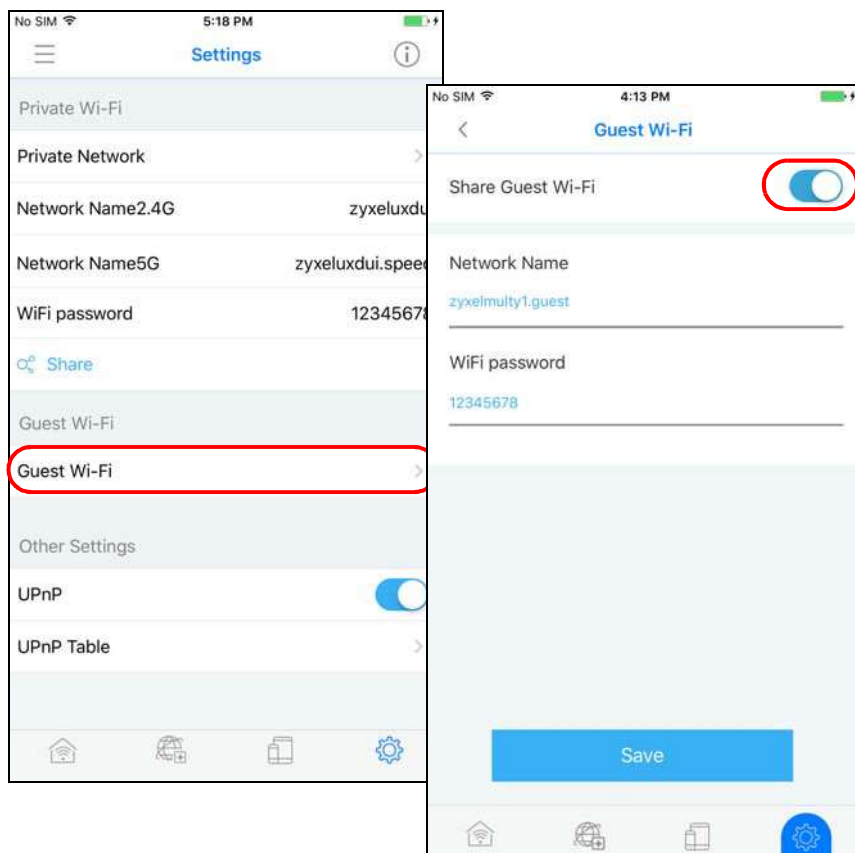 No SIM 5:18 PM
Settings
Private Wi-Fi
Private Network
Network Name2.4G zyxeluxdu
Network Name5G zyxeluxdui.speed
WiFi password 12345678
Share
Guest Wi-Fi
Guest Wi-Fi
Other Settings
UPnP
UPnP Table
No SIM 4:13 PM
Guest Wi-Fi
Share Guest Wi-Fi
Network Name
zyxelmulty1.guest
WiFi password
12345678
Save